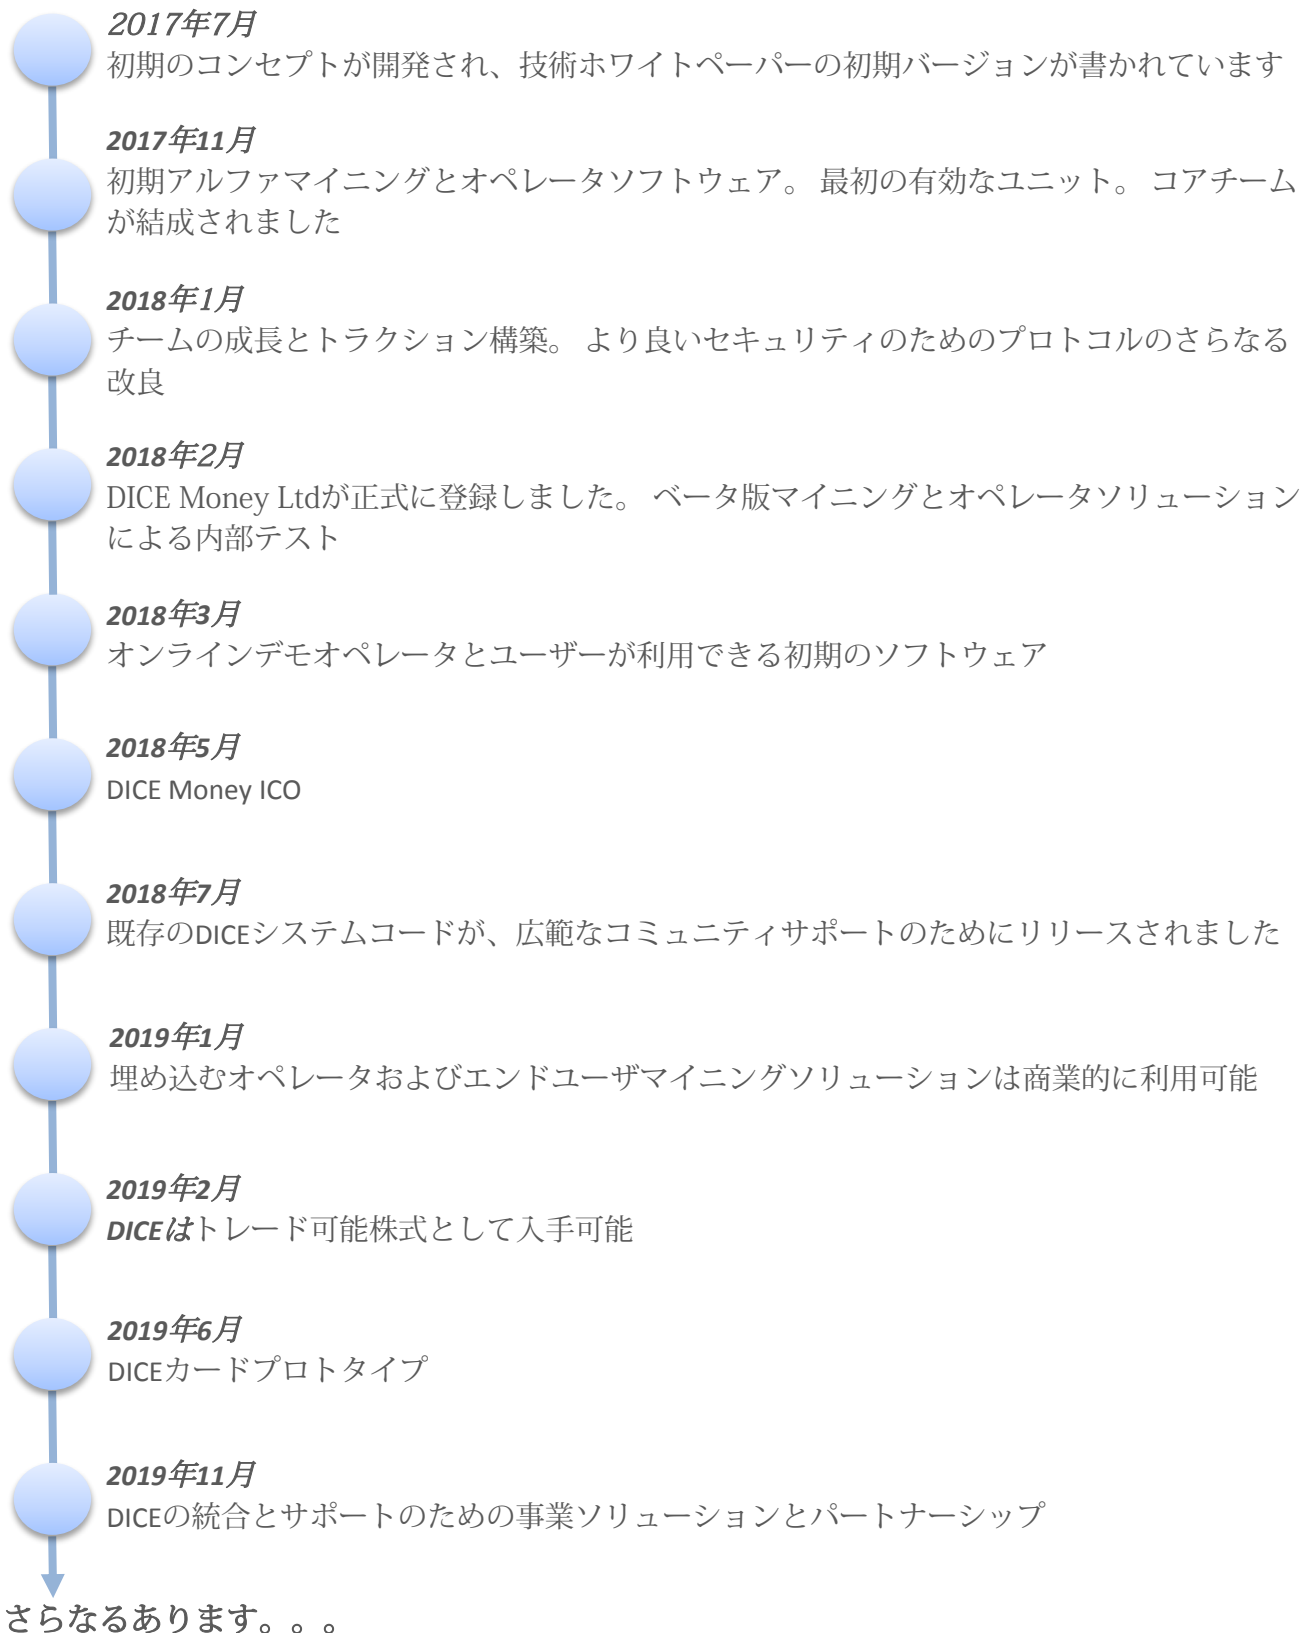 2017年7月
初期のコンセプトが開発され、技術ホワイトペーパーの初期バージョンが書かれています
2017年11月
初期アルファマイニングとオペレータソフトウェア。 最初の有効なユニット。 コアチーム
が結成されました
2018年1月
チームの成長とトラクション構築。 より良いセキュリティのためのプロトコルのさらなる
改良
2018年2月
DICE Money Ltdが正式に登録しました。 ベータ版マイニングとオペレータソリューション
による内部テスト
2018年3月
オンラインデモオペレータとユーザーが利用できる初期のソフトウェア
2018年5月
DICE Money ICO
2018年7月
既存のDICEシステムコードが、広範なコミュニティサポートのためにリリースされました
2019年1月
埋め込むオペレータおよびエンドユーザマイニングソリューションは商業的に利用可能
2019年2月
DICEはトレード可能株式として入手可能
2019年6月
DICEカードプロトタイプ
2019年11月
DICEの統合とサポートのための事業ソリューションとパートナーシップ
さらなるあります。。。